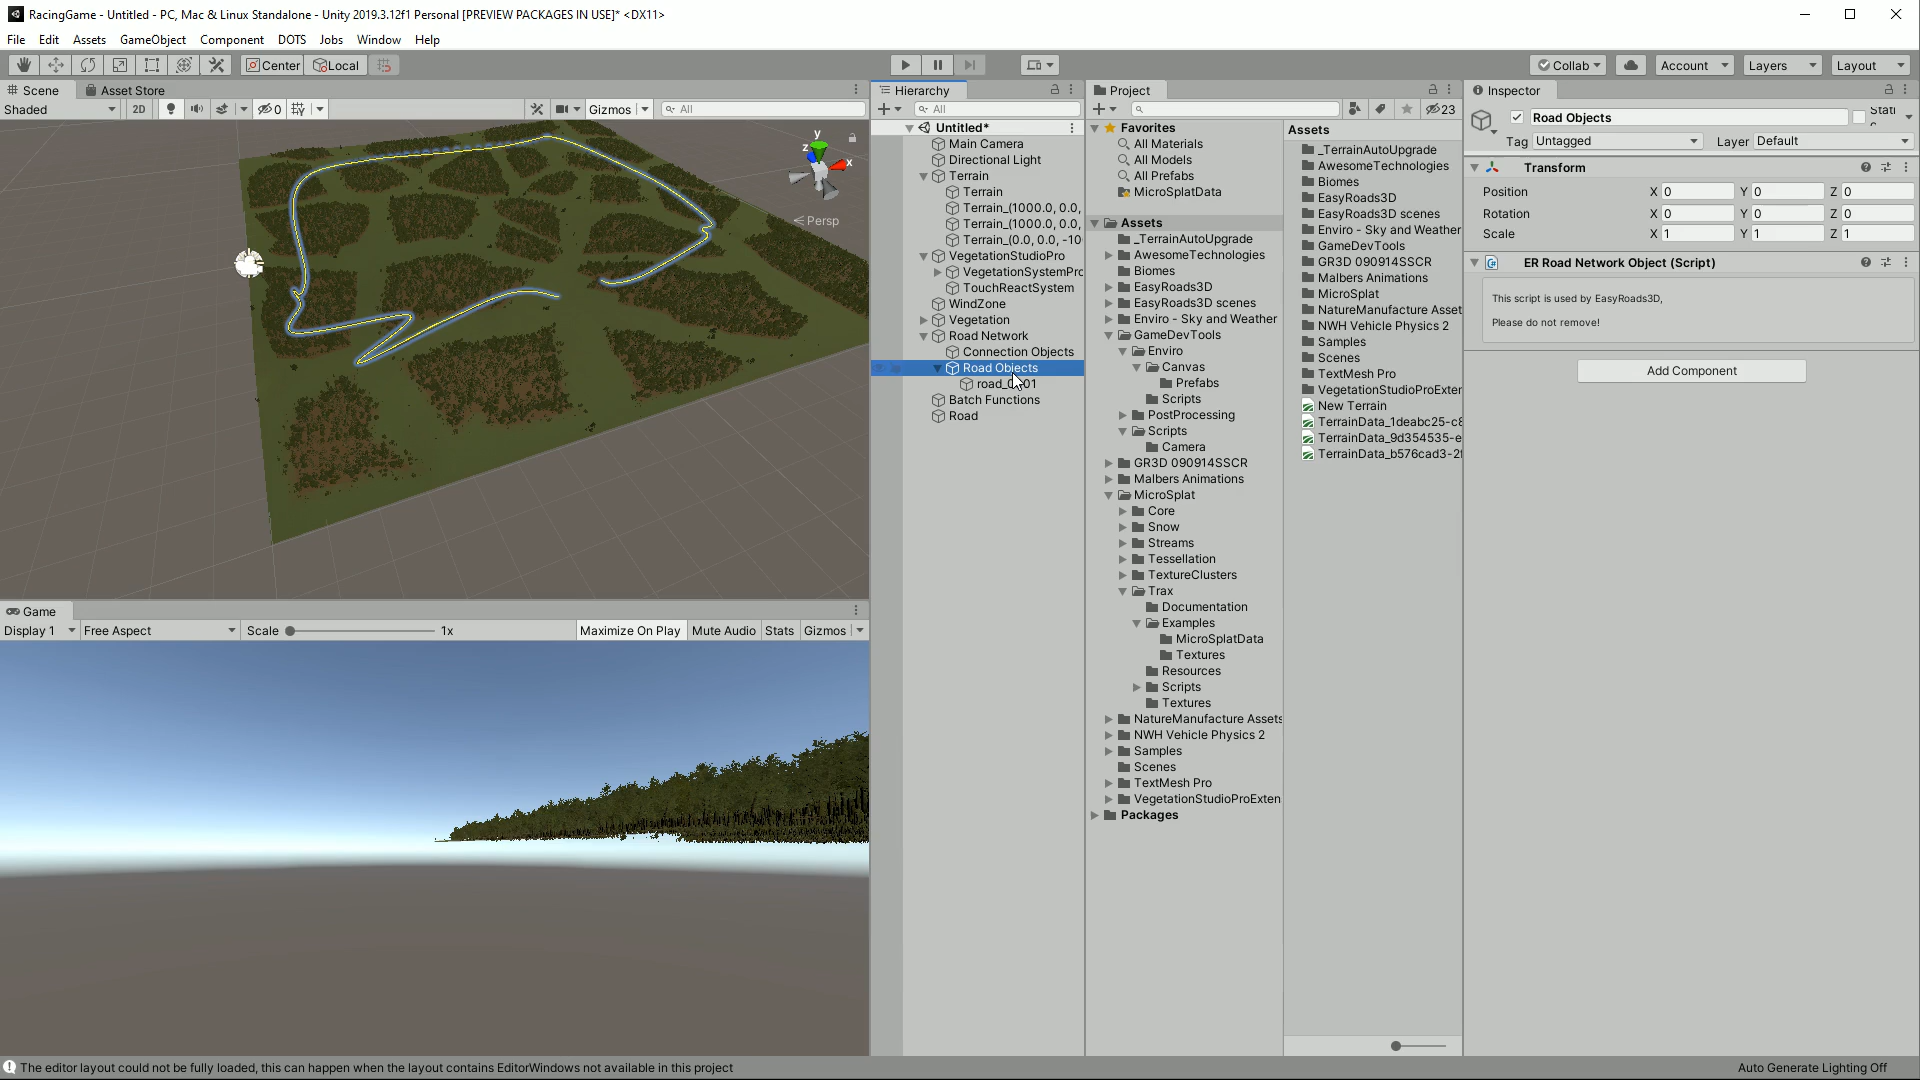 RacingGame - Untitled - PC, Mac & Linux Standalone - Unity 2019.3.12f1 Personal [PREVIEW PACKAGES IN USE]* <DX11>
File Edit Assets GameObject Component DOTS Jobs Window Help
Center Local Collab Account Layers Layout
Scene Asset Store
Shaded 2D 0 Gizmos All
y
z
x
Persp
Game
Display 1 Free Aspect Scale 1x Maximize On Play Mute Audio Stats Gizmos
Hierarchy
All
Untitled*
Main Camera
Directional Light
Terrain
Terrain
Terrain_(1000.0, 0.0,
Terrain_(1000.0, 0.0,
Terrain_(0.0, 0.0, -10
VegetationStudioPro
VegetationSystemPro
TouchReactSystem
WindZone
Vegetation
Road Network
Connection Objects
Road Objects
Batch Functions
Road
Project
23
Favorites
All Materials
All Models
All Prefabs
MicroSplatData
Assets
_TerrainAutoUpgrade
AwesomeTechnologies
Biomes
EasyRoads3D
EasyRoads3D scenes
Enviro - Sky and Weather
GameDevTools
Enviro
Canvas
Prefabs
Scripts
PostProcessing
Scripts
Camera
GR3D 090914SSCR
Malbers Animations
MicroSplat
Core
Snow
Streams
Tessellation
TextureClusters
Trax
Documentation
Examples
MicroSplatData
Textures
Resources
Scripts
Textures
NatureManufacture Assets
NWH Vehicle Physics 2
Samples
Scenes
TextMesh Pro
VegetationStudioProExten
Packages
Assets
_TerrainAutoUpgrade
AwesomeTechnologies
Biomes
EasyRoads3D
EasyRoads3D scenes
Enviro - Sky and Weather
GameDevTools
GR3D 090914SSCR
Malbers Animations
MicroSplat
NatureManufacture Asset
NWH Vehicle Physics 2
Samples
Scenes
TextMesh Pro
VegetationStudioProExter
New Terrain
TerrainData_1deabc25-c8
TerrainData_9d354535-e
TerrainData_b576cad3-2f
Inspector
Road Objects
Tag Untagged Layer Default
Transform
Position X 0 Y 0 Z 0
Rotation X 0 Y 0 Z 0
Scale X 1 Y 1 Z 1
ER Road Network Object (Script)
This script is used by EasyRoads3D,
Please do not remove!
Add Component
The editor layout could not be fully loaded, this can happen when the layout contains EditorWindows not available in this project
Auto Generate Lighting Off